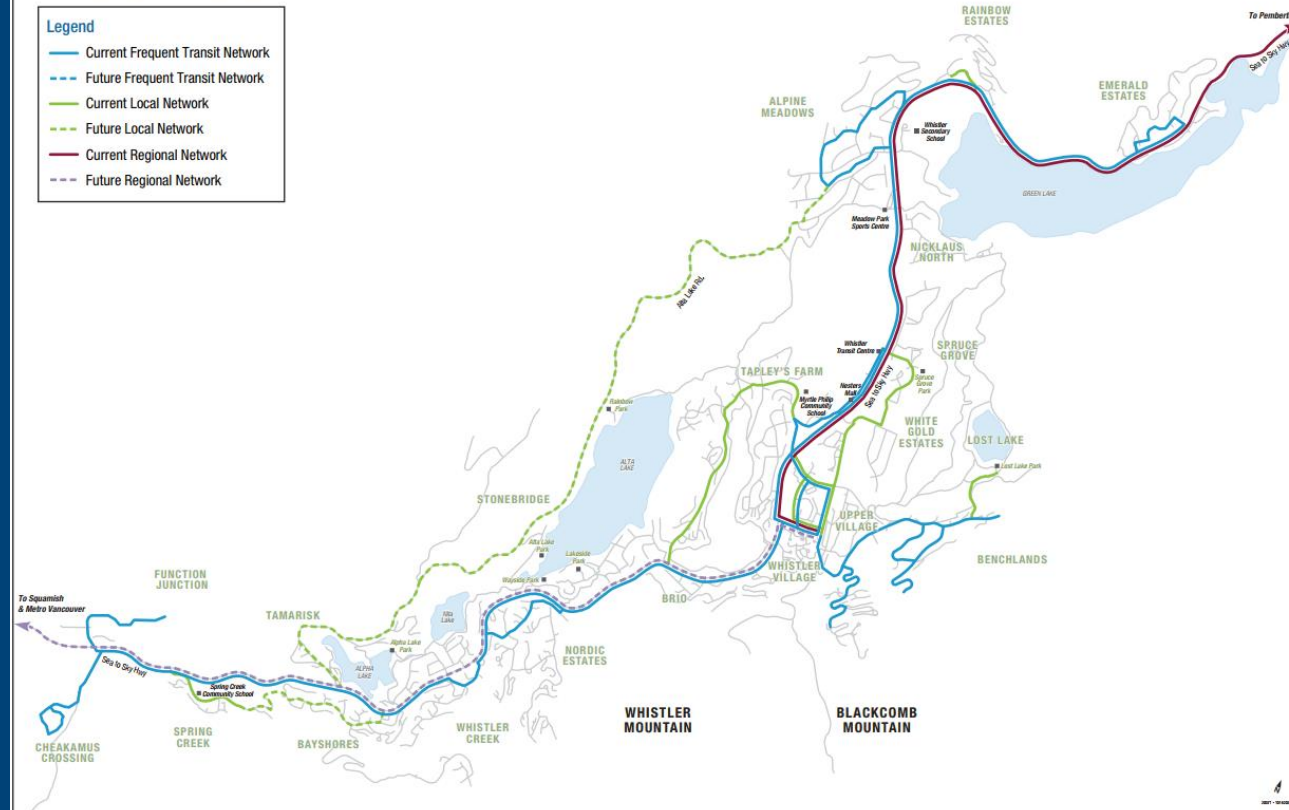 Legend
Current Frequent Transit Network
Future Frequent Transit Network
Current Local Network
Future Local Network
Current Regional Network
Future Regional Network
RAINBOW
ESTATES
To Pembert
Sea to Sky Hwy
EMERALD
ESTATES
ALPINE
MEADOWS
Whistler
Secondary
School
GREEN LAKE
Meadow Park
Sports Centre
NICKLAUS
NORTH
Alta Lake Rd.
Whistler
Transit Centre
SPRUCE
GROVE
TAPLEY'S FARM
Nesters
Mall
Sea to Sky Hwy
Spruce
Grove
Park
Myrtle Philip
Community
School
Rainbow
Park
WHITE
GOLD
ESTATES
LOST LAKE
Lost Lake Park
ALTA
LAKE
STONEBRIDGE
UPPER
VILLAGE
Alta Lake
Park
Lakeside
Park
Wayside Park
BENCHLANDS
WHISTLER
VILLAGE
FUNCTION
JUNCTION
BRIO
To Squamish
& Metro Vancouver
TAMARISK
Nita
Lake
Alpha Lake
Park
NORDIC
ESTATES
Sea to Sky Hwy
ALPHA
LAKE
Spring Creek
Community School
WHISTLER
MOUNTAIN
BLACKCOMB
MOUNTAIN
SPRING
CREEK
BAYSHORES
WHISTLER
CREEK
CHEAKAMUS
CROSSING